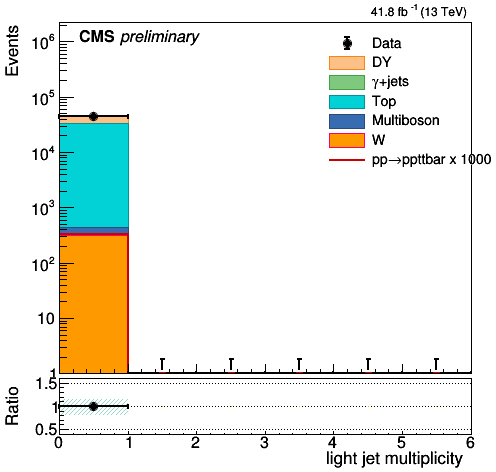 41.8 fb⁻¹ (13 TeV)
CMS preliminary
Events
10⁶
10⁵
10⁴
10³
10²
10
1
Data
DY
γ+jets
Top
Multiboson
W
pp→ppttbar x 1000
Ratio
1.5
1
0.5
0 1 2 3 4 5 6
light jet multiplicity